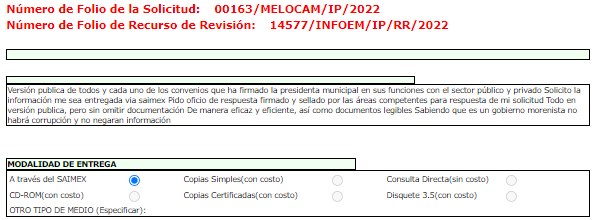 Número de Folio de la Solicitud: 00163/MELOCAM/IP/2022
Número de Folio de Recurso de Revisión: 14577/INFOEM/IP/RR/2022
Versión publica de todos y cada uno de los convenios que ha firmado la presidenta municipal en sus funciones con el sector público y privado Solicito la
información me sea entregada via saimex Pido oficio de respuesta firmado y sellado por las áreas competentes para respuesta de mi solicitud Todo en
versión publica, pero sin omitir documentación De manera eficaz y eficiente, así como documentos legibles Sabiendo que es un gobierno morenista no
habrá corrupción y no negaran información
MODALIDAD DE ENTREGA
A través del SAIMEX Copias Simples(con costo) Consulta Directa(sin costo)
CD-ROM(con costo) Copias Certificadas(con costo) Disquete 3.5(con costo)
OTRO TIPO DE MEDIO (Especificar):